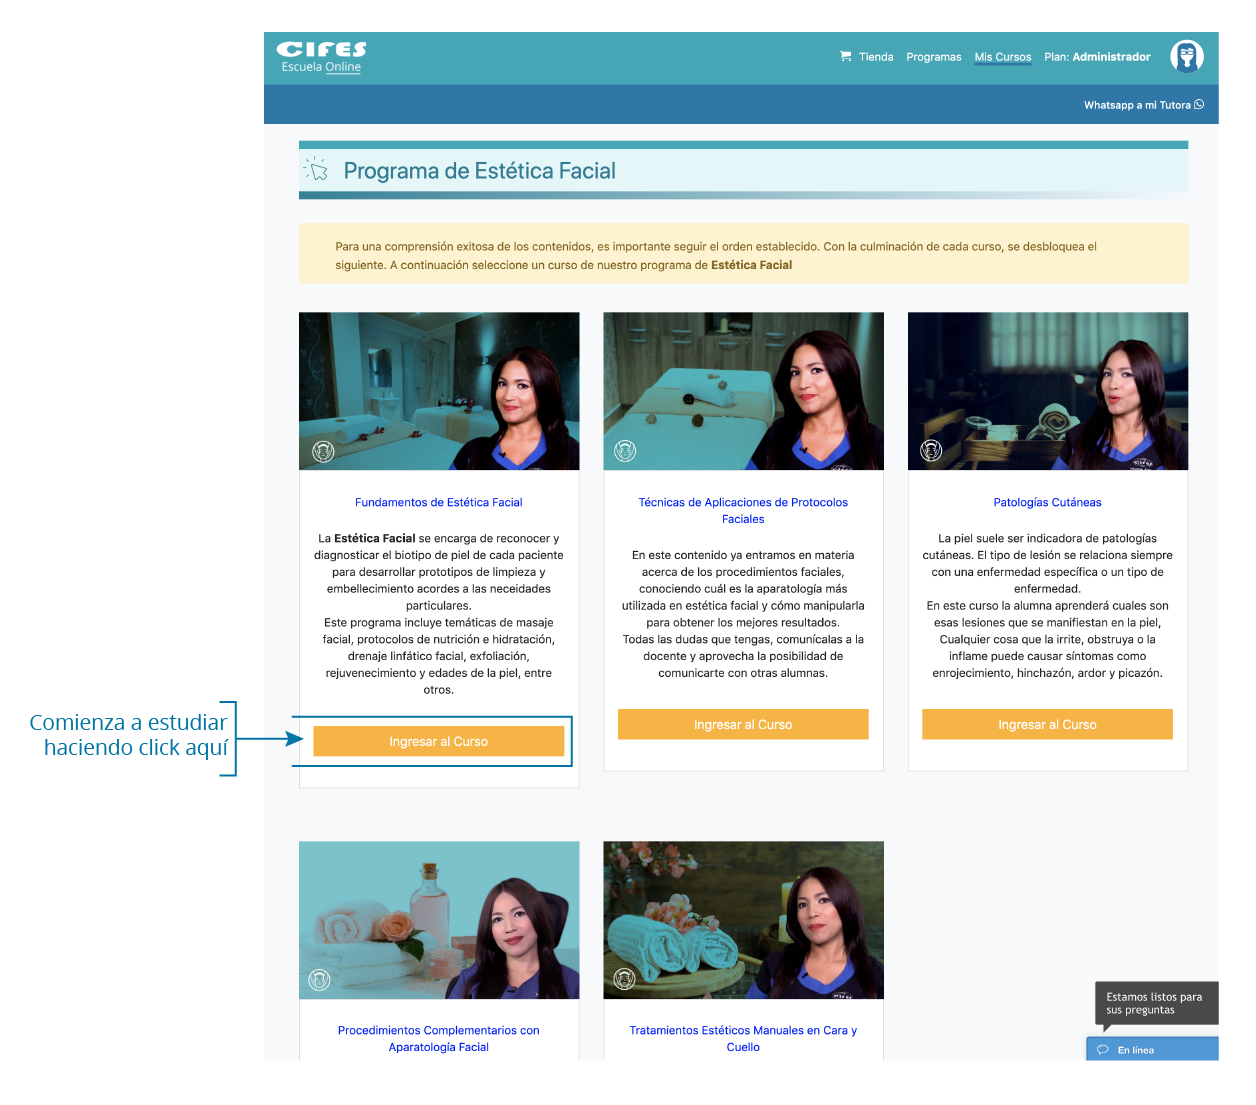 CIFES
Escuela Online
Tienda Programas Mis Cursos Plan: Administrador
Whatsapp a mi Tutora
Programa de Estética Facial
Para una comprensión exitosa de los contenidos, es importante seguir el orden establecido. Con la culminación de cada curso, se desbloquea el
siguiente. A continuación seleccione un curso de nuestro programa de Estética Facial
Fundamentos de Estética Facial
La Estética Facial se encarga de reconocer y
diagnosticar el biotipo de piel de cada paciente
para desarrollar prototipos de limpieza y
embellecimiento acordes a las neceidades
particulares.
Este programa incluye temáticas de masaje
facial, protocolos de nutrición e hidratación,
drenaje linfático facial, exfoliación,
rejuvenecimiento y edades de la piel, entre
otros.
Comienza a estudiar
haciendo click aquí
Ingresar al Curso
Técnicas de Aplicaciones de Protocolos
Faciales
En este contenido ya entramos en materia
acerca de los procedimientos faciales,
conociendo cuál es la aparatología más
utilizada en estética facial y cómo manipularla
para obtener los mejores resultados.
Todas las dudas que tengas, comunícalas a la
docente y aprovecha la posibilidad de
comunicarte con otras alumnas.
Ingresar al Curso
CIFES
Patologías Cutáneas
La piel suele ser indicadora de patologías
cutáneas. El tipo de lesión se relaciona siempre
con una enfermedad específica o un tipo de
enfermedad.
En este curso la alumna aprenderá cuales son
esas lesiones que se manifiestan en la piel,
Cualquier cosa que la irrite, obstruya o la
inflame puede causar síntomas como
enrojecimiento, hinchazón, ardor y picazón.
Ingresar al Curso
Procedimientos Complementarios con
Aparatología Facial
Tratamientos Estéticos Manuales en Cara y
Cuello
Estamos listos para
sus preguntas
En línea